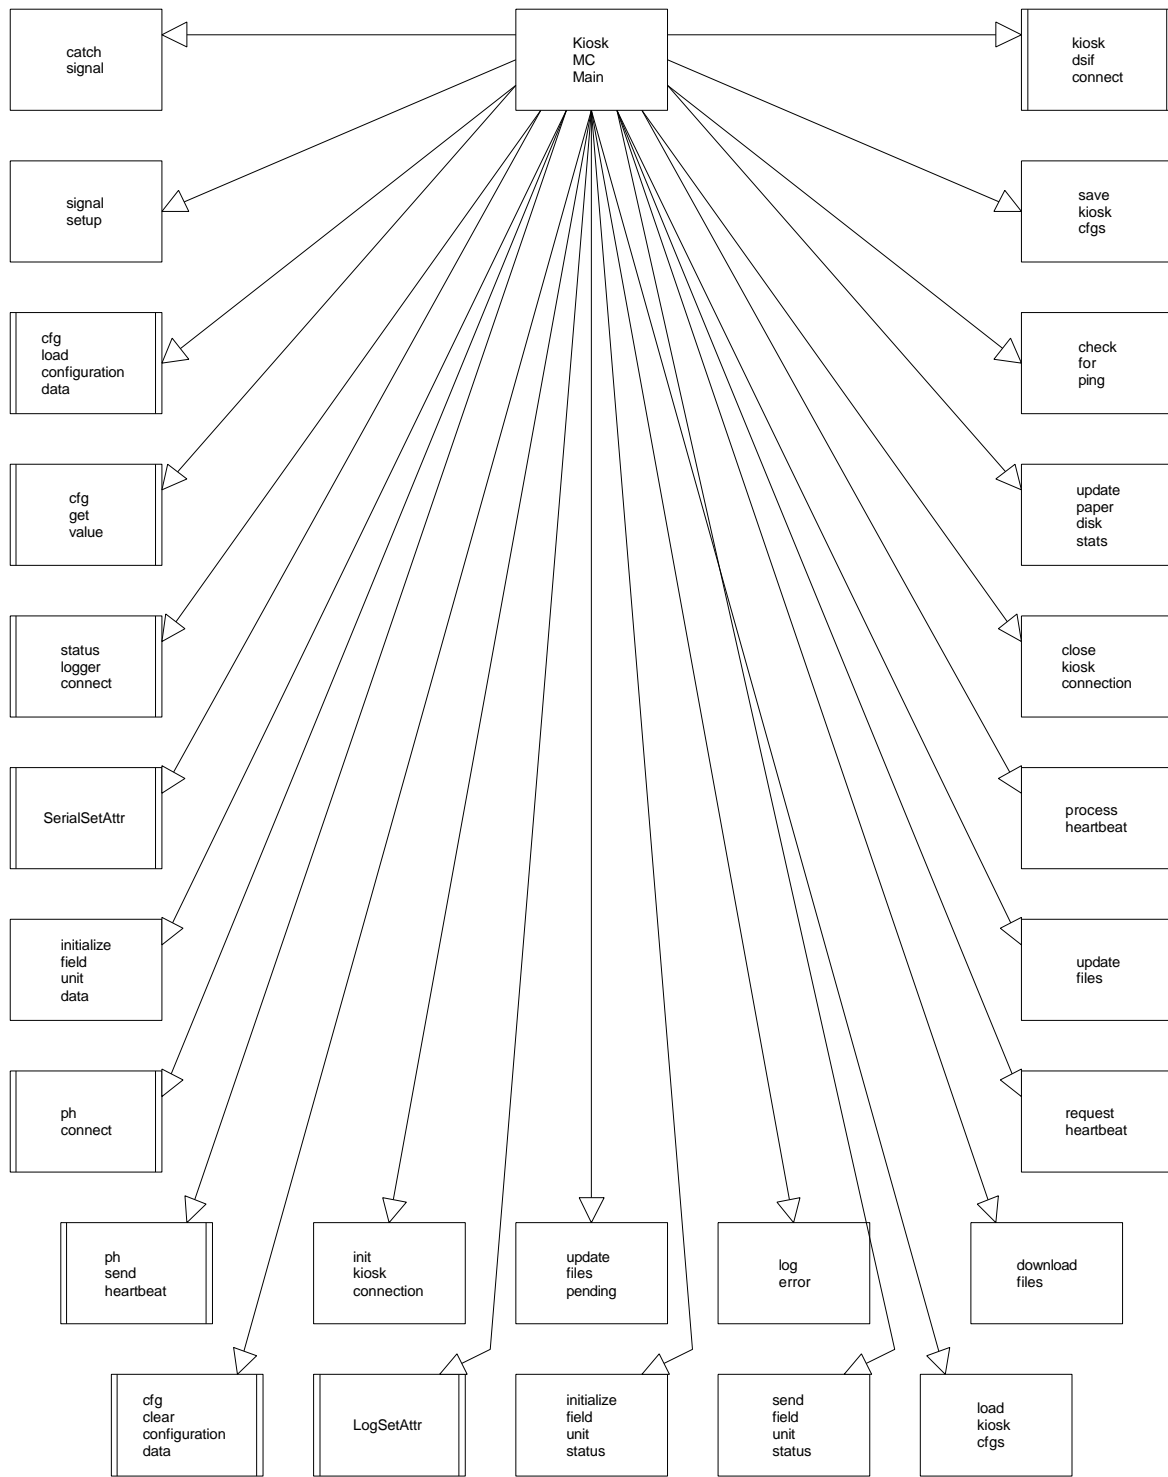 catch
signal
Kiosk
MC
Main
kiosk
dsif
connect
signal
setup
save
kiosk
cfgs
cfg
load
configuration
data
check
for
ping
cfg
get
value
update
paper
disk
stats
status
logger
connect
close
kiosk
connection
SerialSetAttr
process
heartbeat
initialize
field
unit
data
update
files
ph
connect
request
heartbeat
ph
send
heartbeat
init
kiosk
connection
update
files
pending
log
error
download
files
cfg
clear
configuration
data
LogSetAttr
initialize
field
unit
status
send
field
unit
status
load
kiosk
cfgs